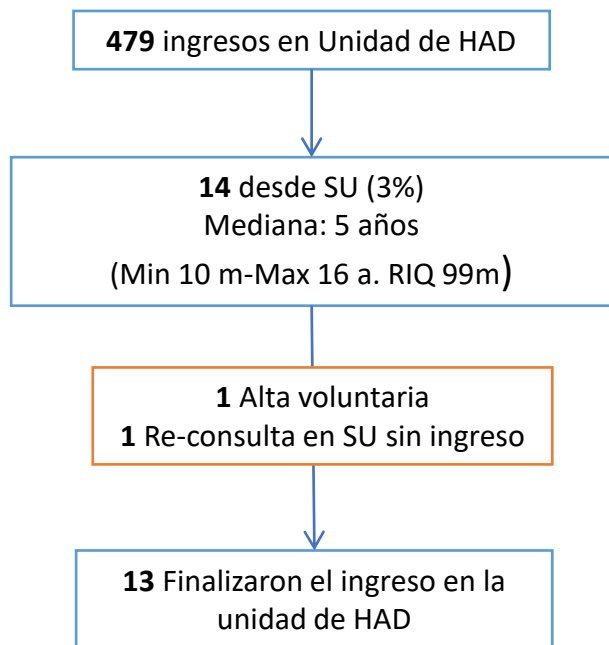 479 ingresos en Unidad de HAD
14 desde SU (3%)
Mediana: 5 años
(Min 10 m-Max 16 a. RIQ 99m)
1 Alta voluntaria
1 Re-consulta en SU sin ingreso
13 Finalizaron el ingreso en la
unidad de HAD